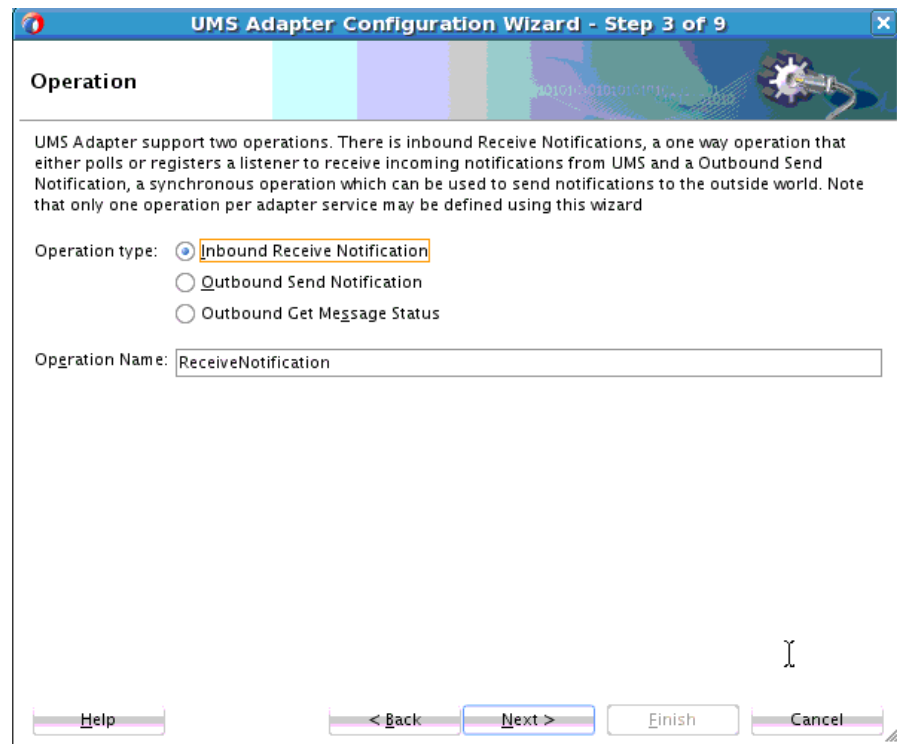 UMS Adapter Configuration Wizard - Step 3 of 9
Operation
UMS Adapter support two operations. There is inbound Receive Notifications, a one way operation that
either polls or registers a listener to receive incoming notifications from UMS and a Outbound Send
Notification, a synchronous operation which can be used to send notifications to the outside world. Note
that only one operation per adapter service may be defined using this wizard
Operation type: Inbound Receive Notification
Outbound Send Notification
Outbound Get Message Status
Operation Name: ReceiveNotification
Help < Back Next > Finish Cancel